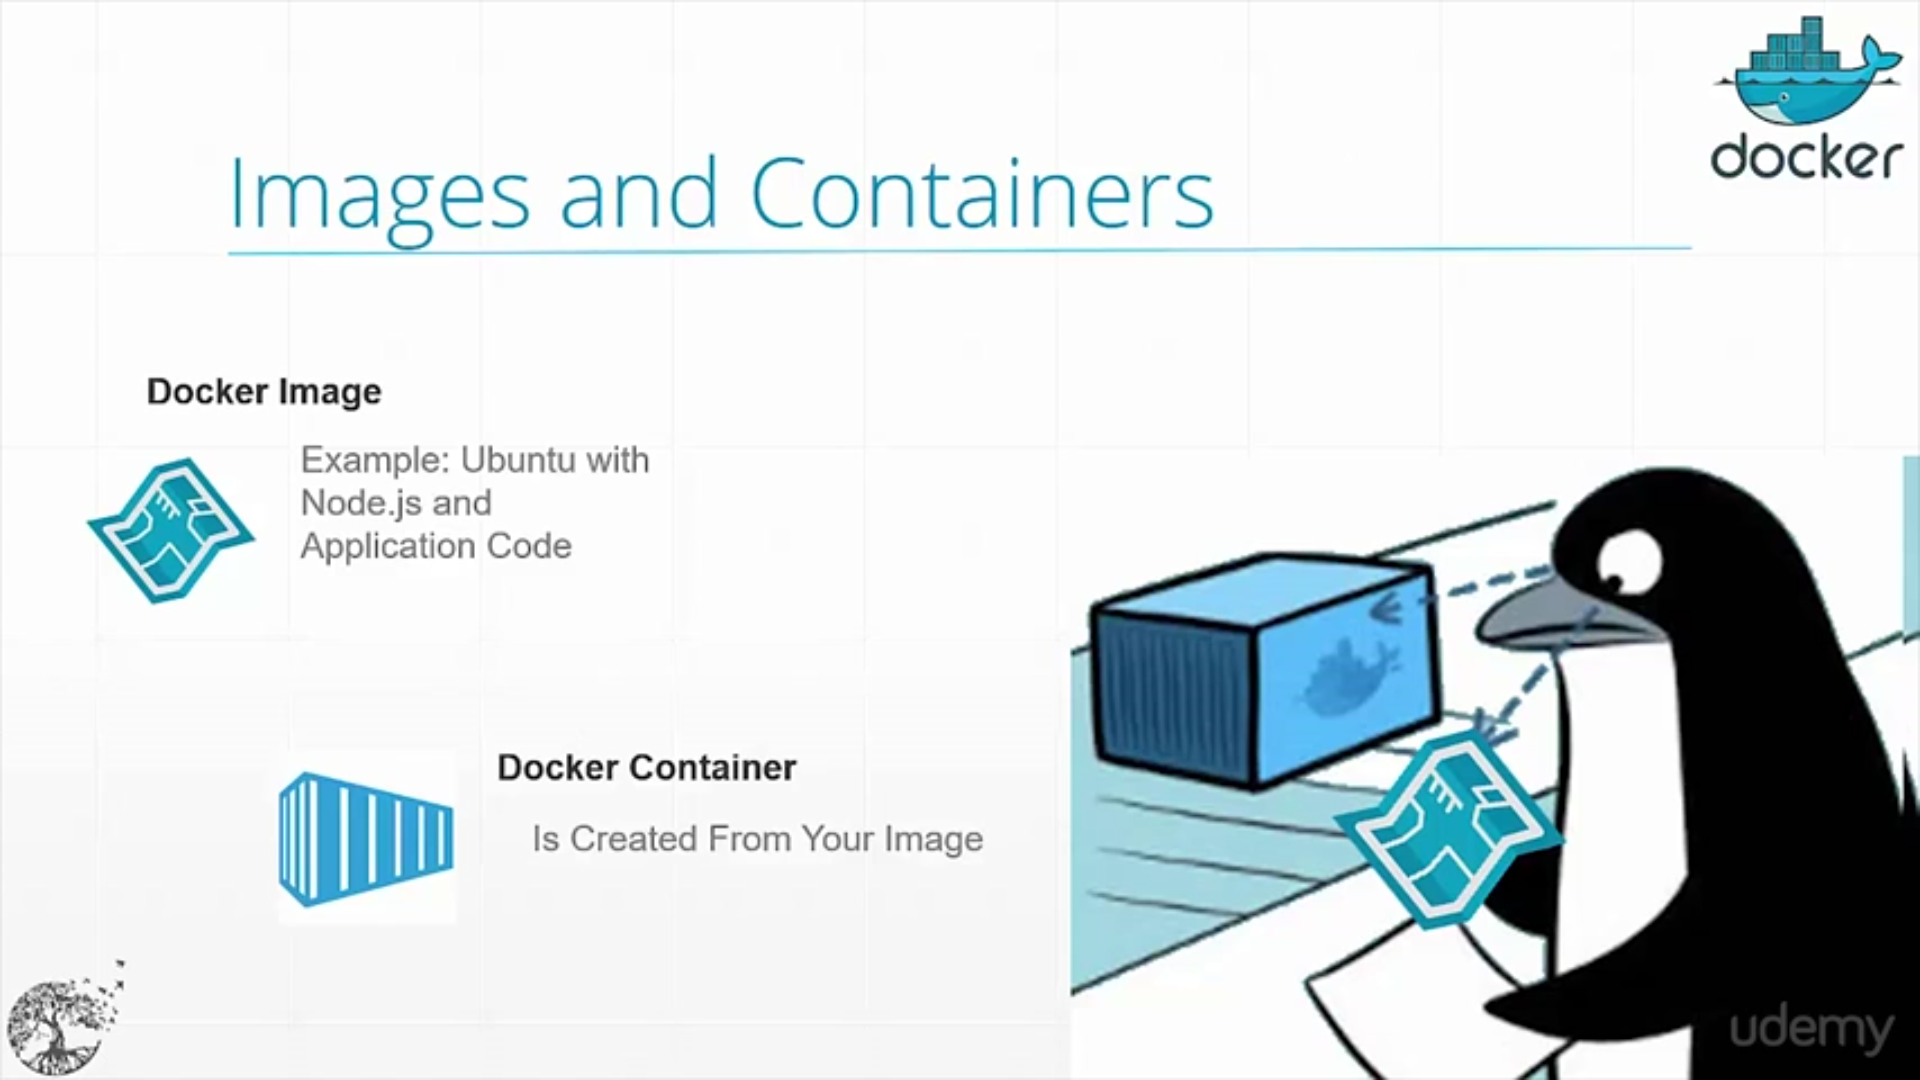 docker
Images and Containers
Docker Image
Example: Ubuntu with
Node.js and
Application Code
Docker Container
Is Created From Your Image
udemy